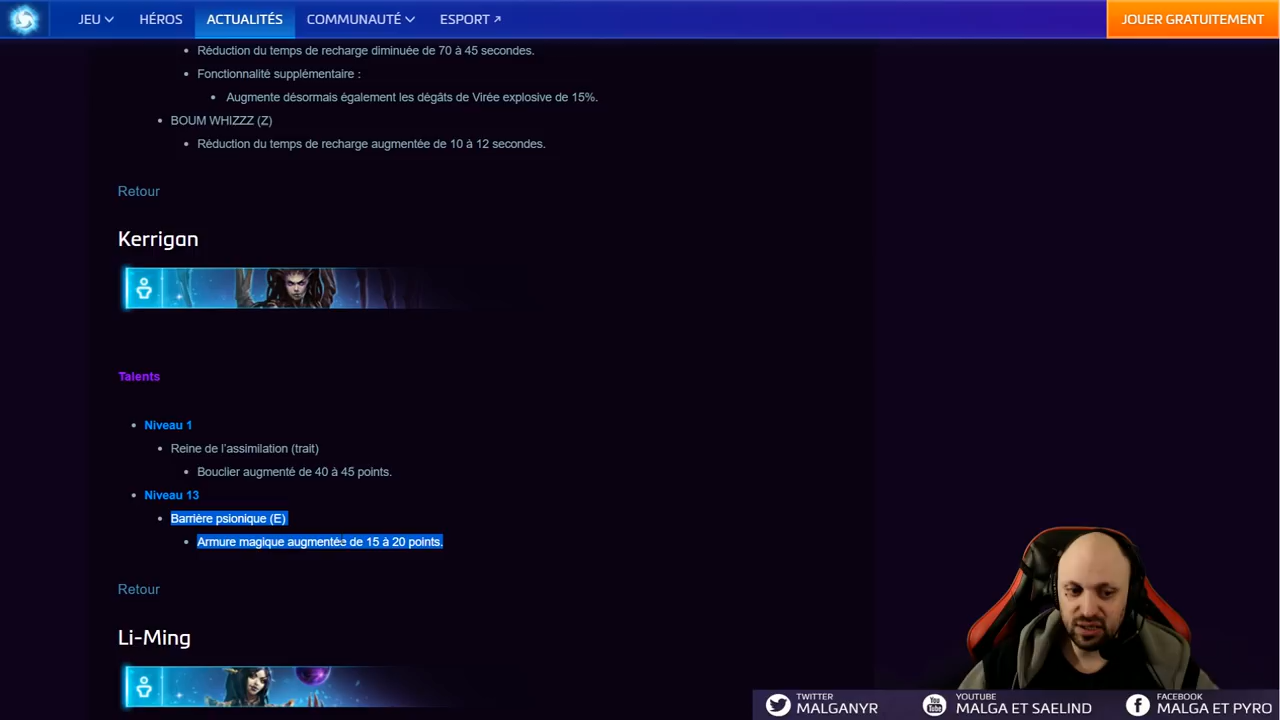 JEU
HÉROS
ACTUALITÉS
COMMUNAUTÉ
ESPORT
JOUER GRATUITEMENT
Réduction du temps de recharge diminuée de 70 à 45 secondes.
Fonctionnalité supplémentaire :
Augmente désormais également les dégâts de Virée explosive de 15%.
BOUM WHIZZZ (Z)
Réduction du temps de recharge augmentée de 10 à 12 secondes.
Retour
Kerrigan
Talents
Niveau 1
Reine de l'assimilation (trait)
Bouclier augmenté de 40 à 45 points.
Niveau 13
Barrière psionique (E)
Armure magique augmentée de 15 à 20 points.
Retour
Li-Ming
TWITTER
MALGANYR
YOUTUBE
MALGA ET SAELIND
FACEBOOK
MALGA ET PYRO